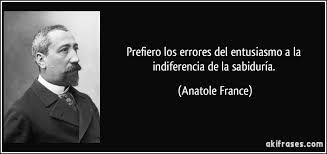 Prefiero los errores del entusiasmo a la
indiferencia de la sabiduría.
(Anatole France)
akifrases.com